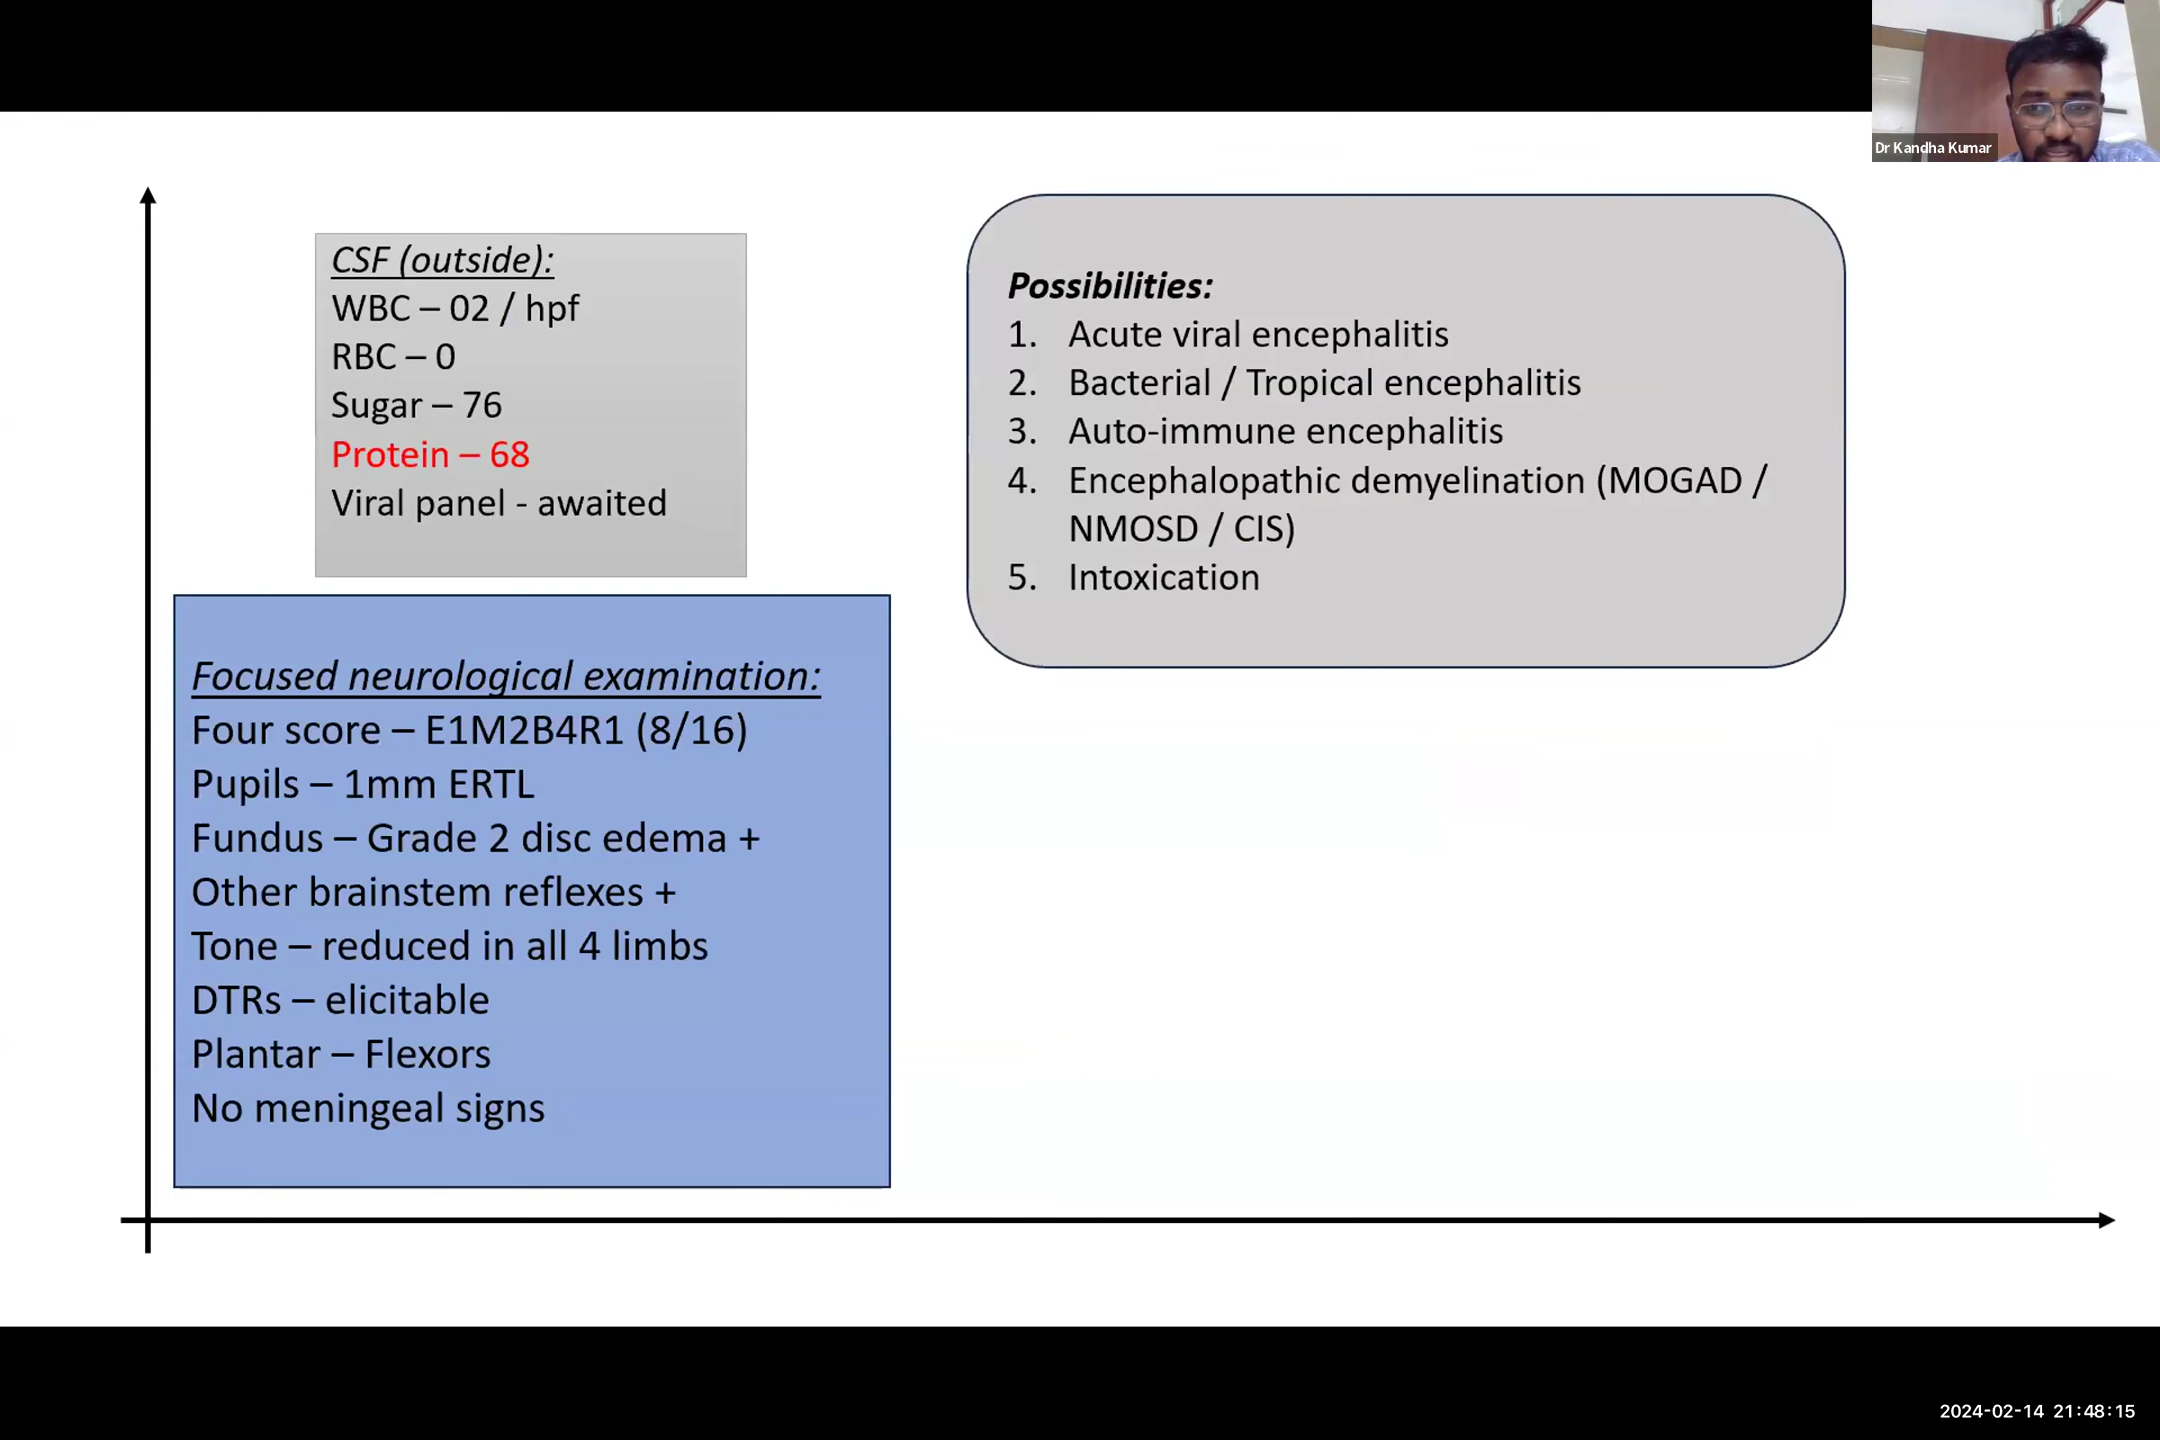 Dr Kandha Kumar
CSF (outside):
WBC – 02 / hpf
RBC – 0
Sugar – 76
Protein – 68
Viral panel - awaited
Possibilities:
1. Acute viral encephalitis
2. Bacterial / Tropical encephalitis
3. Auto-immune encephalitis
4. Encephalopathic demyelination (MOGAD /
NMOSD / CIS)
5. Intoxication
Focused neurological examination:
Four score – E1M2B4R1 (8/16)
Pupils – 1mm ERTL
Fundus – Grade 2 disc edema +
Other brainstem reflexes +
Tone – reduced in all 4 limbs
DTRs – elicitable
Plantar – Flexors
No meningeal signs
2024-02-14 21:48:15